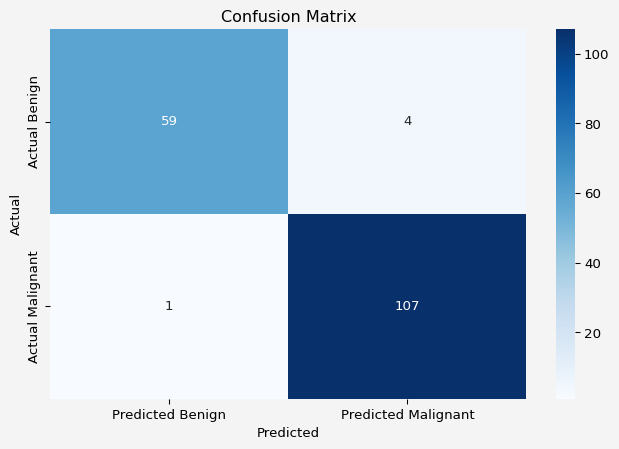 Confusion Matrix
Actual Benign
Actual Malignant
Actual
59
4
1
107
Predicted Benign
Predicted Malignant
Predicted
100
80
60
40
20